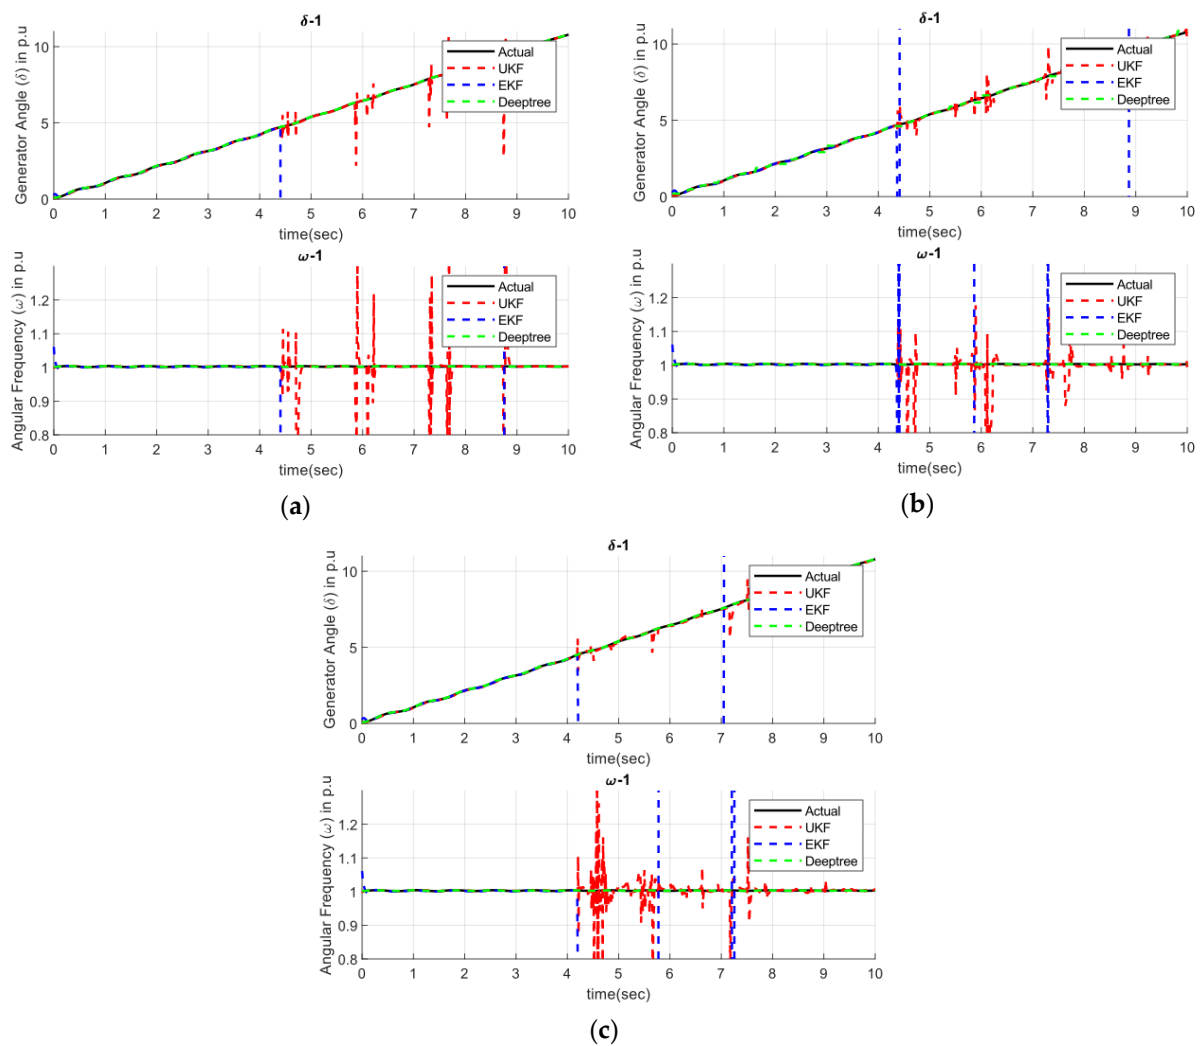 δ-1
Generator Angle (δ) in p.u
10
5
0
Actual
UKF
EKF
Deeptree
0 1 2 3 4 5 6 7 8 9 10
time(sec)
ω-1
Angular Frequency (ω) in p.u
1.2
1.1
1
0.9
0.8
Actual
UKF
EKF
Deeptree
0 1 2 3 4 5 6 7 8 9 10
time(sec)
(a)
δ-1
Generator Angle (δ) in p.u
10
5
0
Actual
UKF
EKF
Deeptree
0 1 2 3 4 5 6 7 8 9 10
time(sec)
ω-1
Angular Frequency (ω) in p.u
1.2
1.1
1
0.9
0.8
Actual
UKF
EKF
Deeptree
0 1 2 3 4 5 6 7 8 9 10
time(sec)
(b)
δ-1
Generator Angle (δ) in p.u
10
5
0
Actual
UKF
EKF
Deeptree
0 1 2 3 4 5 6 7 8 9 10
time(sec)
ω-1
Angular Frequency (ω) in p.u
1.2
1.1
1
0.9
0.8
Actual
UKF
EKF
Deeptree
0 1 2 3 4 5 6 7 8 9 10
time(sec)
(c)